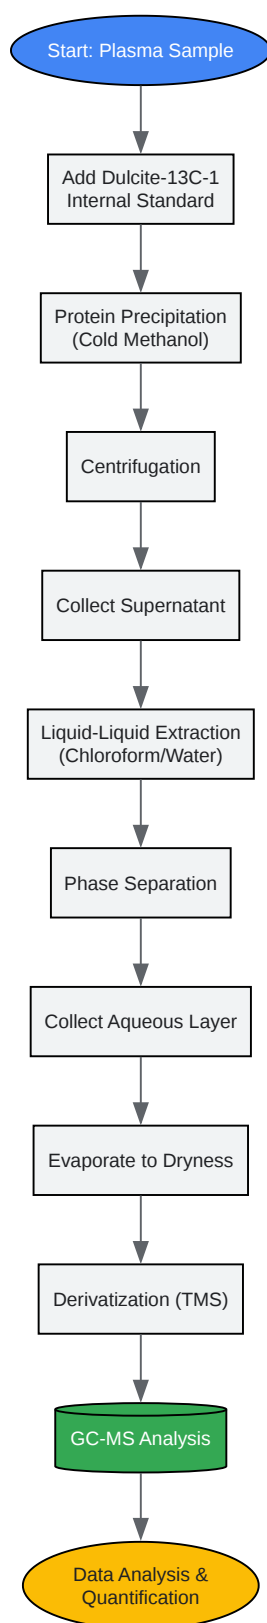 Start: Plasma Sample
Add Dulcite-13C-1
Internal Standard
Protein Precipitation
(Cold Methanol)
Centrifugation
Collect Supernatant
Liquid-Liquid Extraction
(Chloroform/Water)
Phase Separation
Collect Aqueous Layer
Evaporate to Dryness
Derivatization (TMS)
GC-MS Analysis
Data Analysis &
Quantification